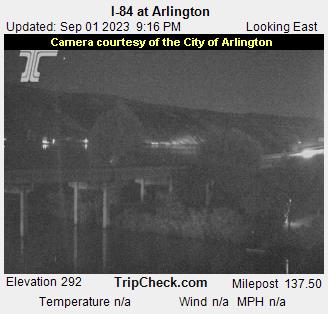 I-84 at Arlington
Updated: Sep 01 2023 9:16 PM Looking East
Camera courtesy of the City of Arlington
Elevation 292 TripCheck.com Milepost 137.50
Temperature n/a Wind n/a MPH n/a